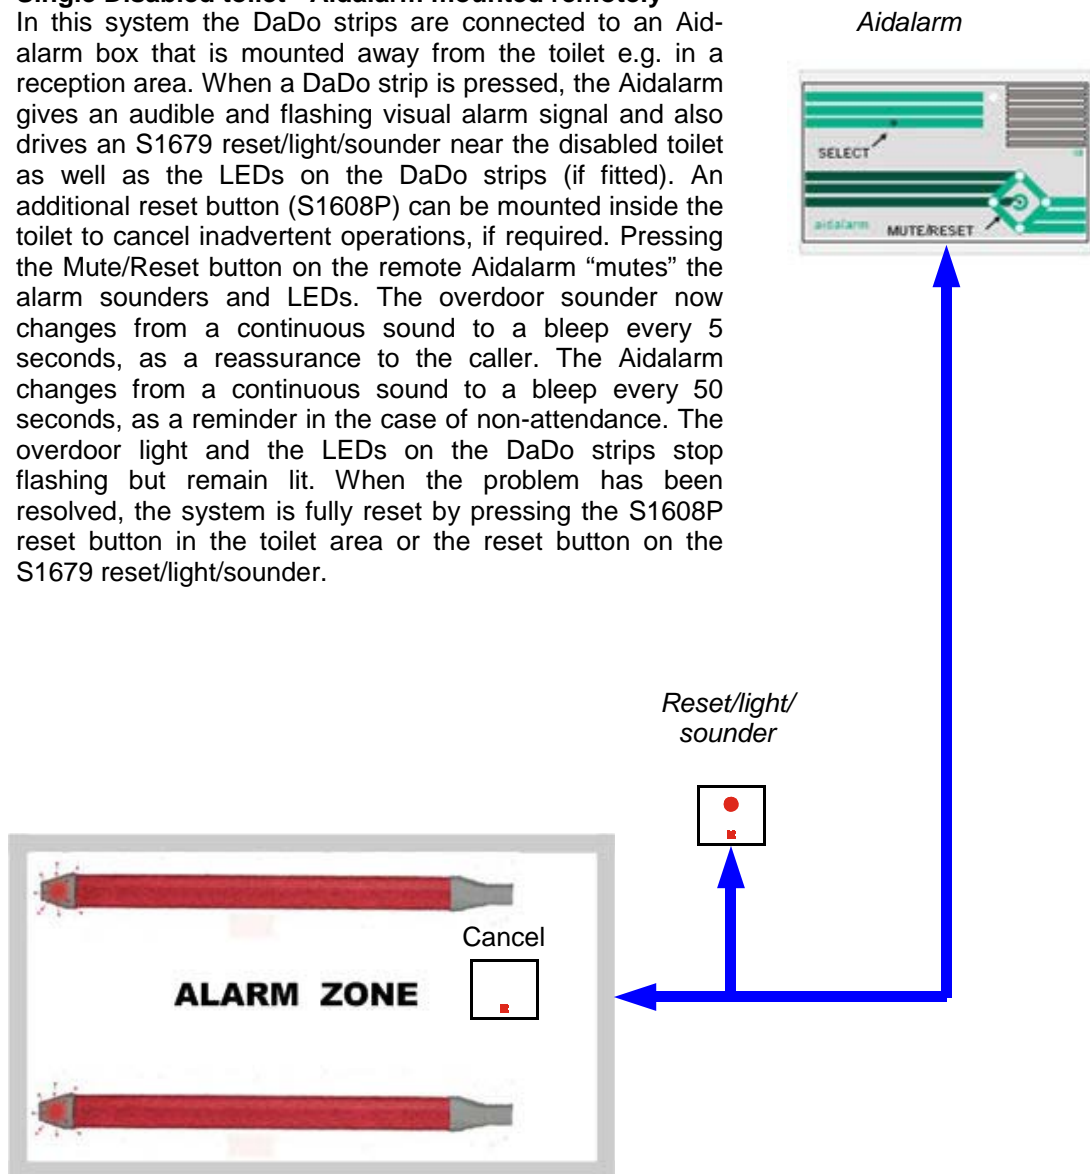 Single Disabled toilet - Aidalarm mounted remotely
In this system the DaDo strips are connected to an Aid-
alarm box that is mounted away from the toilet e.g. in a
reception area. When a DaDo strip is pressed, the Aidalarm
gives an audible and flashing visual alarm signal and also
drives an S1679 reset/light/sounder near the disabled toilet
as well as the LEDs on the DaDo strips (if fitted). An
additional reset button (S1608P) can be mounted inside the
toilet to cancel inadvertent operations, if required. Pressing
the Mute/Reset button on the remote Aidalarm “mutes” the
alarm sounders and LEDs. The overdoor sounder now
changes from a continuous sound to a bleep every 5
seconds, as a reassurance to the caller. The Aidalarm
changes from a continuous sound to a bleep every 50
seconds, as a reminder in the case of non-attendance. The
overdoor light and the LEDs on the DaDo strips stop
flashing but remain lit. When the problem has been
resolved, the system is fully reset by pressing the S1608P
reset button in the toilet area or the reset button on the
S1679 reset/light/sounder.
Aidalarm
SELECT
aidalarm
MUTE/RESET
Reset/light/
sounder
Cancel
ALARM ZONE